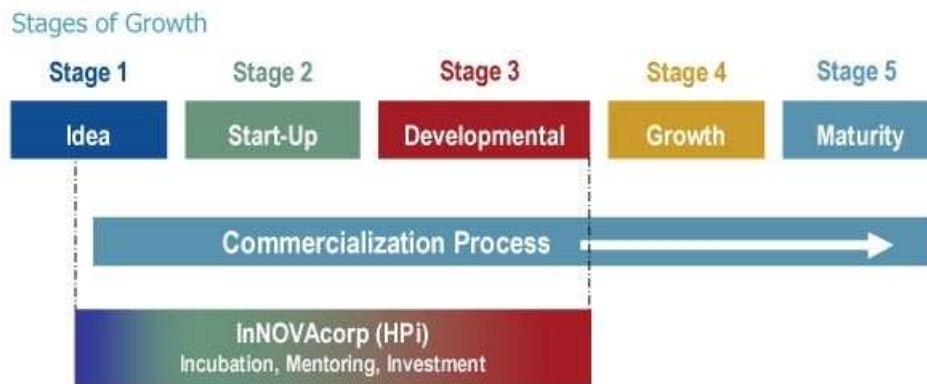 Stages of Growth
Stage 1
Stage 2
Stage 3
Stage 4
Stage 5
Idea
Start-Up
Developmental
Growth
Maturity
Commercialization Process
InNOVAcorp (HPi)
Incubation, Mentoring, Investment